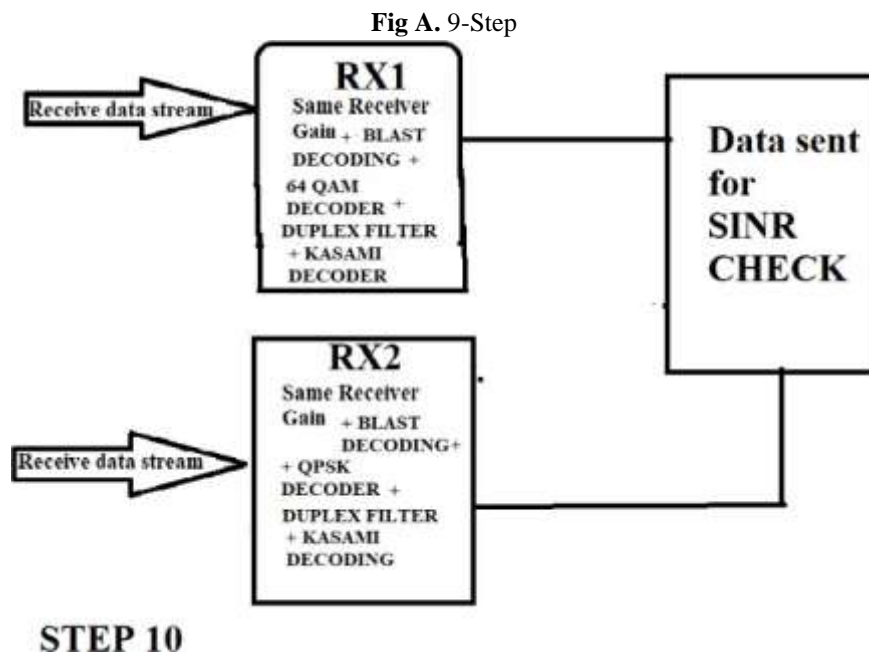 Fig A. 9-Step
Receive data stream
RX1
Same Receiver
Gain + BLAST
DECODING +
64 QAM
DECODER +
DUPLEX FILTER
+ KASAMI
DECODER
Data sent
for
SINR
CHECK
Receive data stream
RX2
Same Receiver
Gain + BLAST
DECODING+
+ QPSK
DECODER +
DUPLEX FILTER
+ KASAMI
DECODING
STEP 10